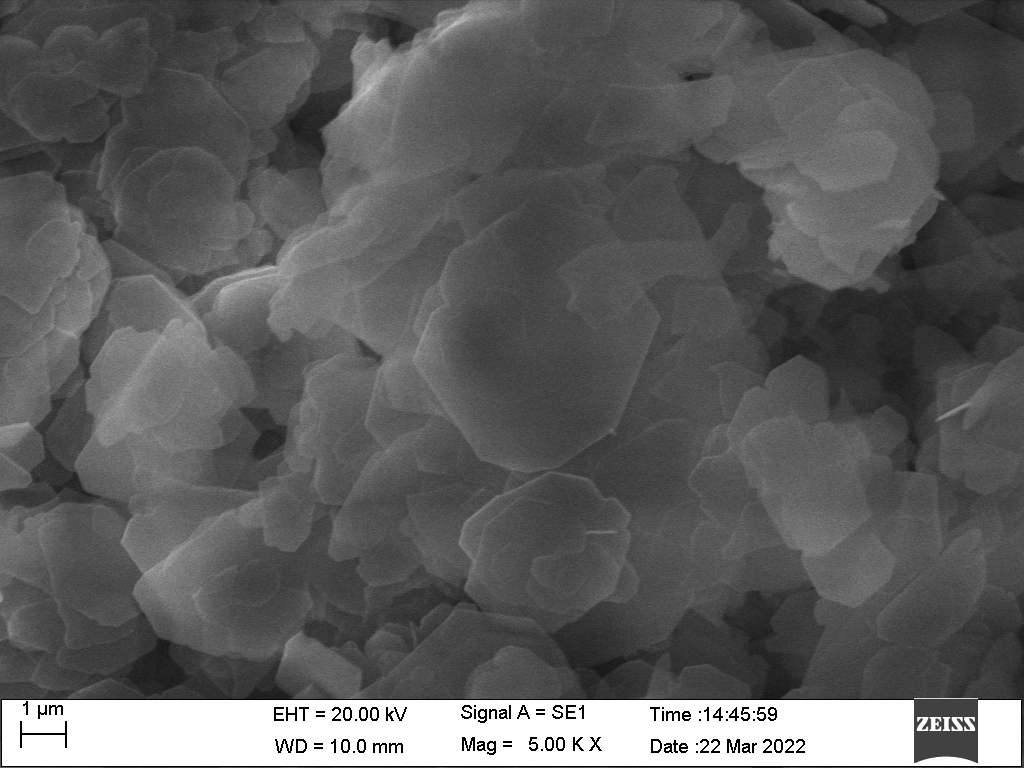 1 µm
EHT = 20.00 kV
WD = 10.0 mm
Signal A = SE1
Mag = 5.00 K X
Time :14:45:59
Date :22 Mar 2022
ZEISS